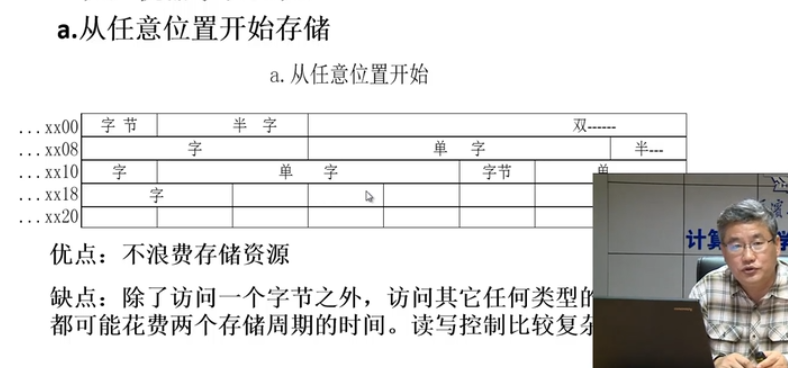 a.从任意位置开始存储
a.从任意位置开始
...xx00 字节 半 字 双------
...xx08 字 单 字 半---
...xx10 字 单 字 字节 单
...xx18 字
...xx20
优点：不浪费存储资源
缺点：除了访问一个字节之外，访问其它任何类型的
都可能花费两个存储周期的时间。读写控制比较复杂
计算
学